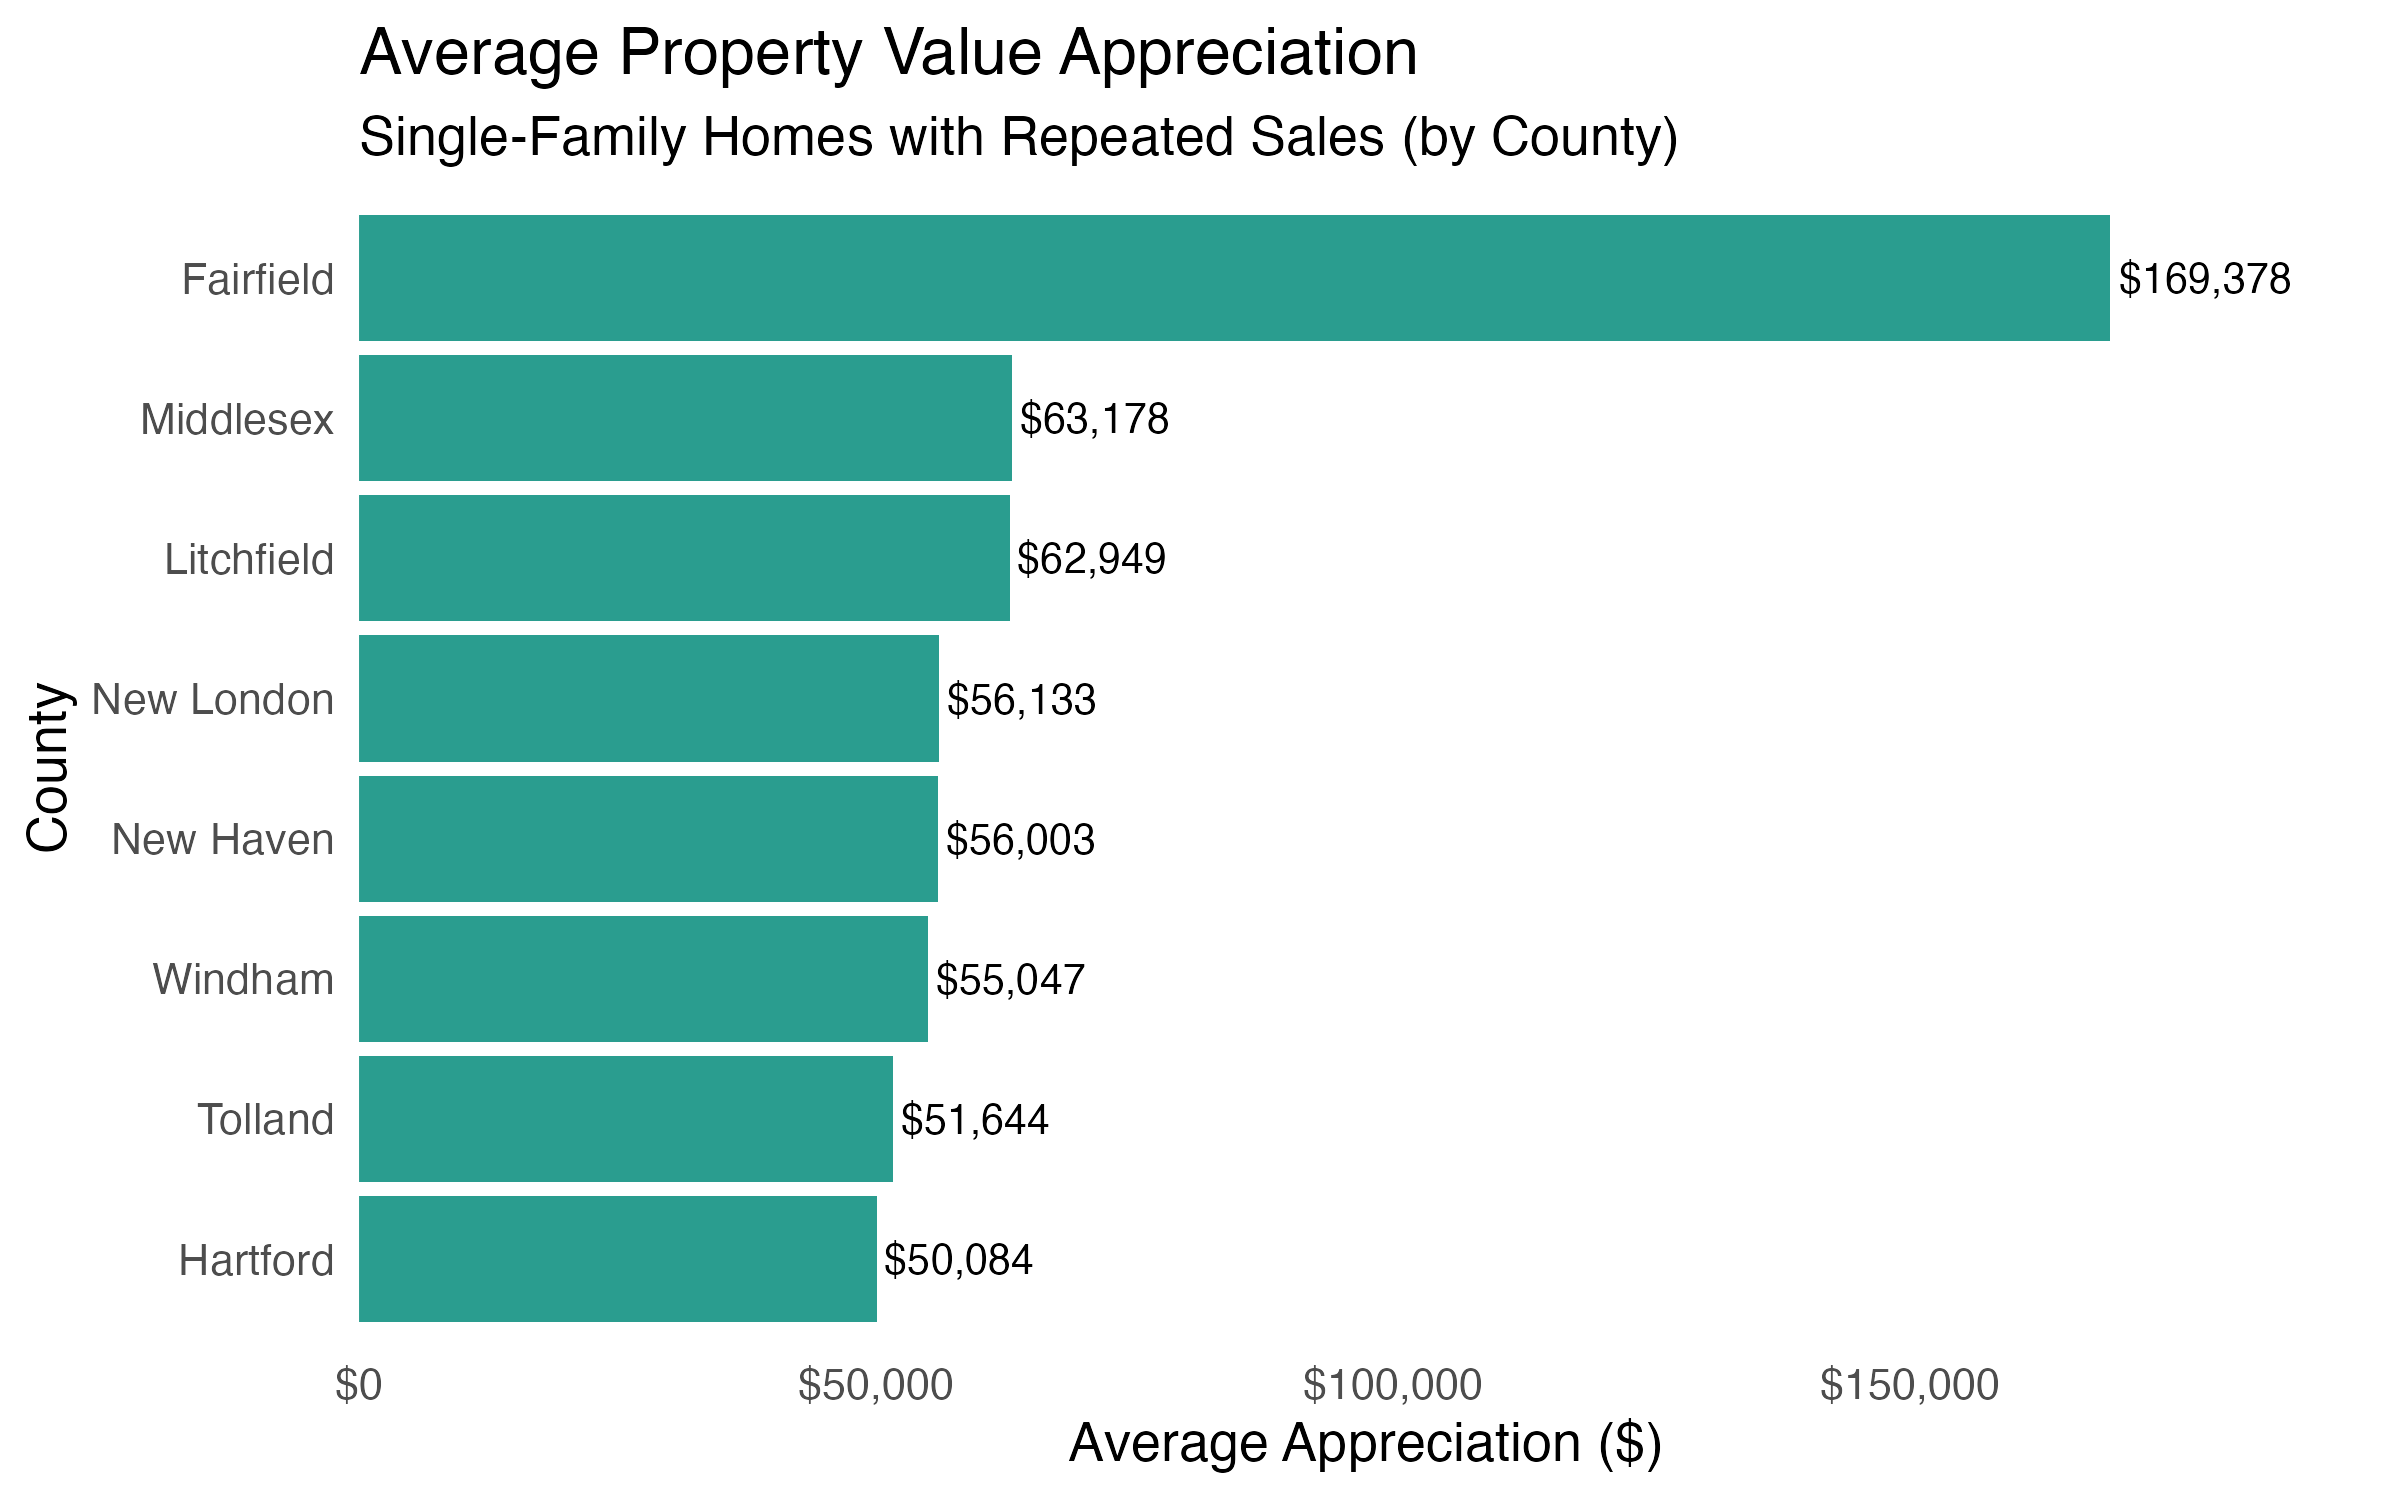 Average Property Value Appreciation
Single-Family Homes with Repeated Sales (by County)
Fairfield $169,378
Middlesex $63,178
Litchfield $62,949
New London $56,133
New Haven $56,003
Windham $55,047
Tolland $51,644
Hartford $50,084
County
$0 $50,000 $100,000 $150,000
Average Appreciation ($)